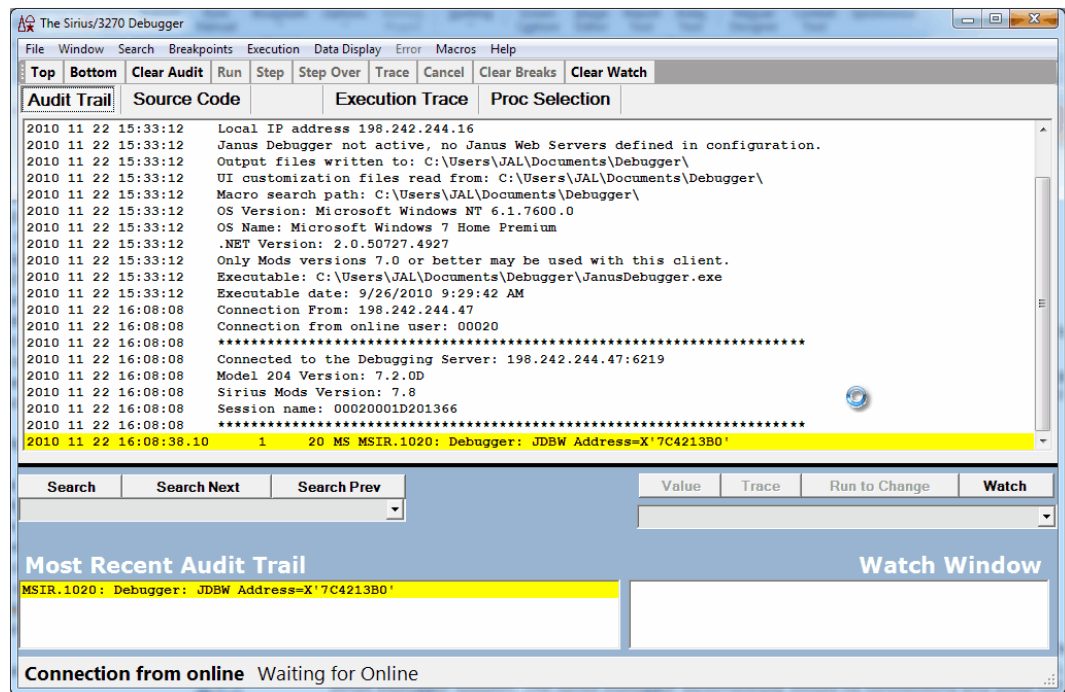 The Sirius/3270 Debugger
File Window Search Breakpoints Execution Data Display Error Macros Help
Top Bottom Clear Audit Run Step Step Over Trace Cancel Clear Breaks Clear Watch
Audit Trail Source Code Execution Trace Proc Selection
2010 11 22 15:33:12 Local IP address 198.242.244.16
2010 11 22 15:33:12 Janus Debugger not active, no Janus Web Servers defined in configuration.
2010 11 22 15:33:12 Output files written to: C:\Users\JAL\Documents\Debugger\
2010 11 22 15:33:12 UI customization files read from: C:\Users\JAL\Documents\Debugger\
2010 11 22 15:33:12 Macro search path: C:\Users\JAL\Documents\Debugger\
2010 11 22 15:33:12 OS Version: Microsoft Windows NT 6.1.7600.0
2010 11 22 15:33:12 OS Name: Microsoft Windows 7 Home Premium
2010 11 22 15:33:12 .NET Version: 2.0.50727.4927
2010 11 22 15:33:12 Only Mods versions 7.0 or better may be used with this client.
2010 11 22 15:33:12 Executable: C:\Users\JAL\Documents\Debugger\JanusDebugger.exe
2010 11 22 15:33:12 Executable date: 9/26/2010 9:29:42 AM
2010 11 22 16:08:08 Connection From: 198.242.244.47
2010 11 22 16:08:08 Connection from online user: 00020
2010 11 22 16:08:08 ***********************************************************************
2010 11 22 16:08:08 Connected to the Debugging Server: 198.242.244.47:6219
2010 11 22 16:08:08 Model 204 Version: 7.2.0D
2010 11 22 16:08:08 Sirius Mods Version: 7.8
2010 11 22 16:08:08 Session name: 00020001D201366
2010 11 22 16:08:08 ***********************************************************************
2010 11 22 16:08:38.10 1 20 MS MSIR.1020: Debugger: JDBW Address=X'7C4213B0'
Search Search Next Search Prev Value Trace Run to Change Watch
Most Recent Audit Trail Watch Window
MSIR.1020: Debugger: JDBW Address=X'7C4213B0'
Connection from online Waiting for Online